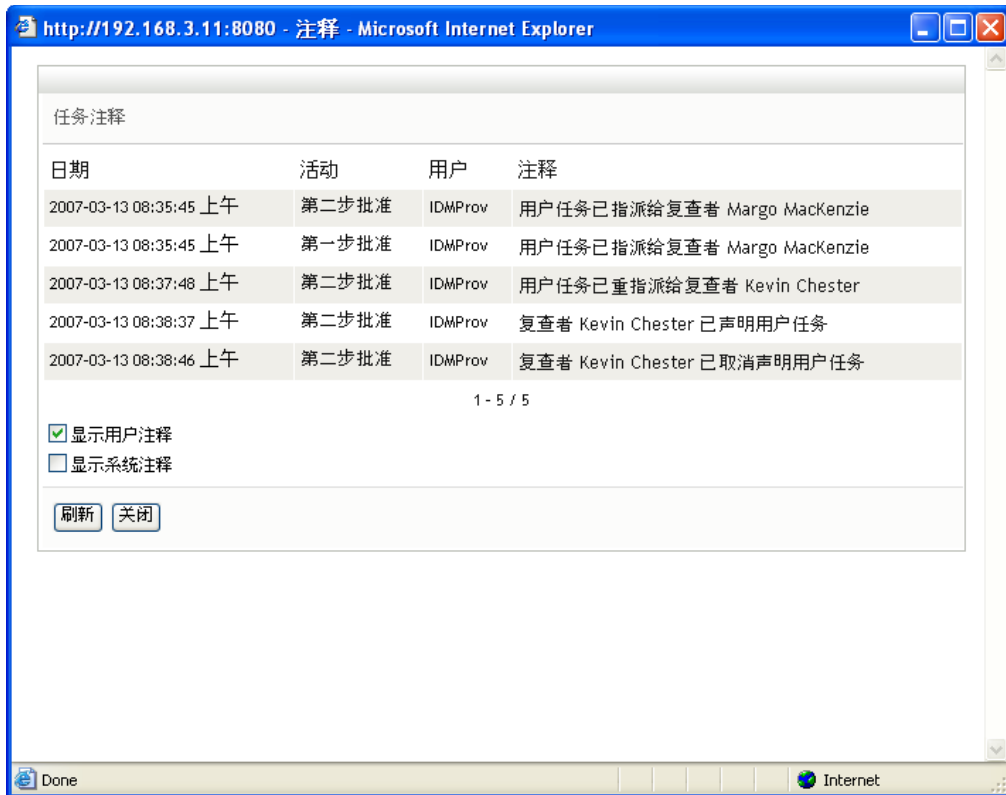 http://192.168.3.11:8080 - 注释 - Microsoft Internet Explorer
任务注释
日期 活动 用户 注释
2007-03-13 08:35:45 上午 第二步批准 IDMProv 用户任务已指派给复查者 Margo MacKenzie
2007-03-13 08:35:45 上午 第一步批准 IDMProv 用户任务已指派给复查者 Margo MacKenzie
2007-03-13 08:37:48 上午 第二步批准 IDMProv 用户任务已重指派给复查者 Kevin Chester
2007-03-13 08:38:37 上午 第二步批准 IDMProv 复查者 Kevin Chester 已声明用户任务
2007-03-13 08:38:46 上午 第二步批准 IDMProv 复查者 Kevin Chester 已取消声明用户任务
1 - 5 / 5
显示用户注释
显示系统注释
刷新 关闭
Done Internet